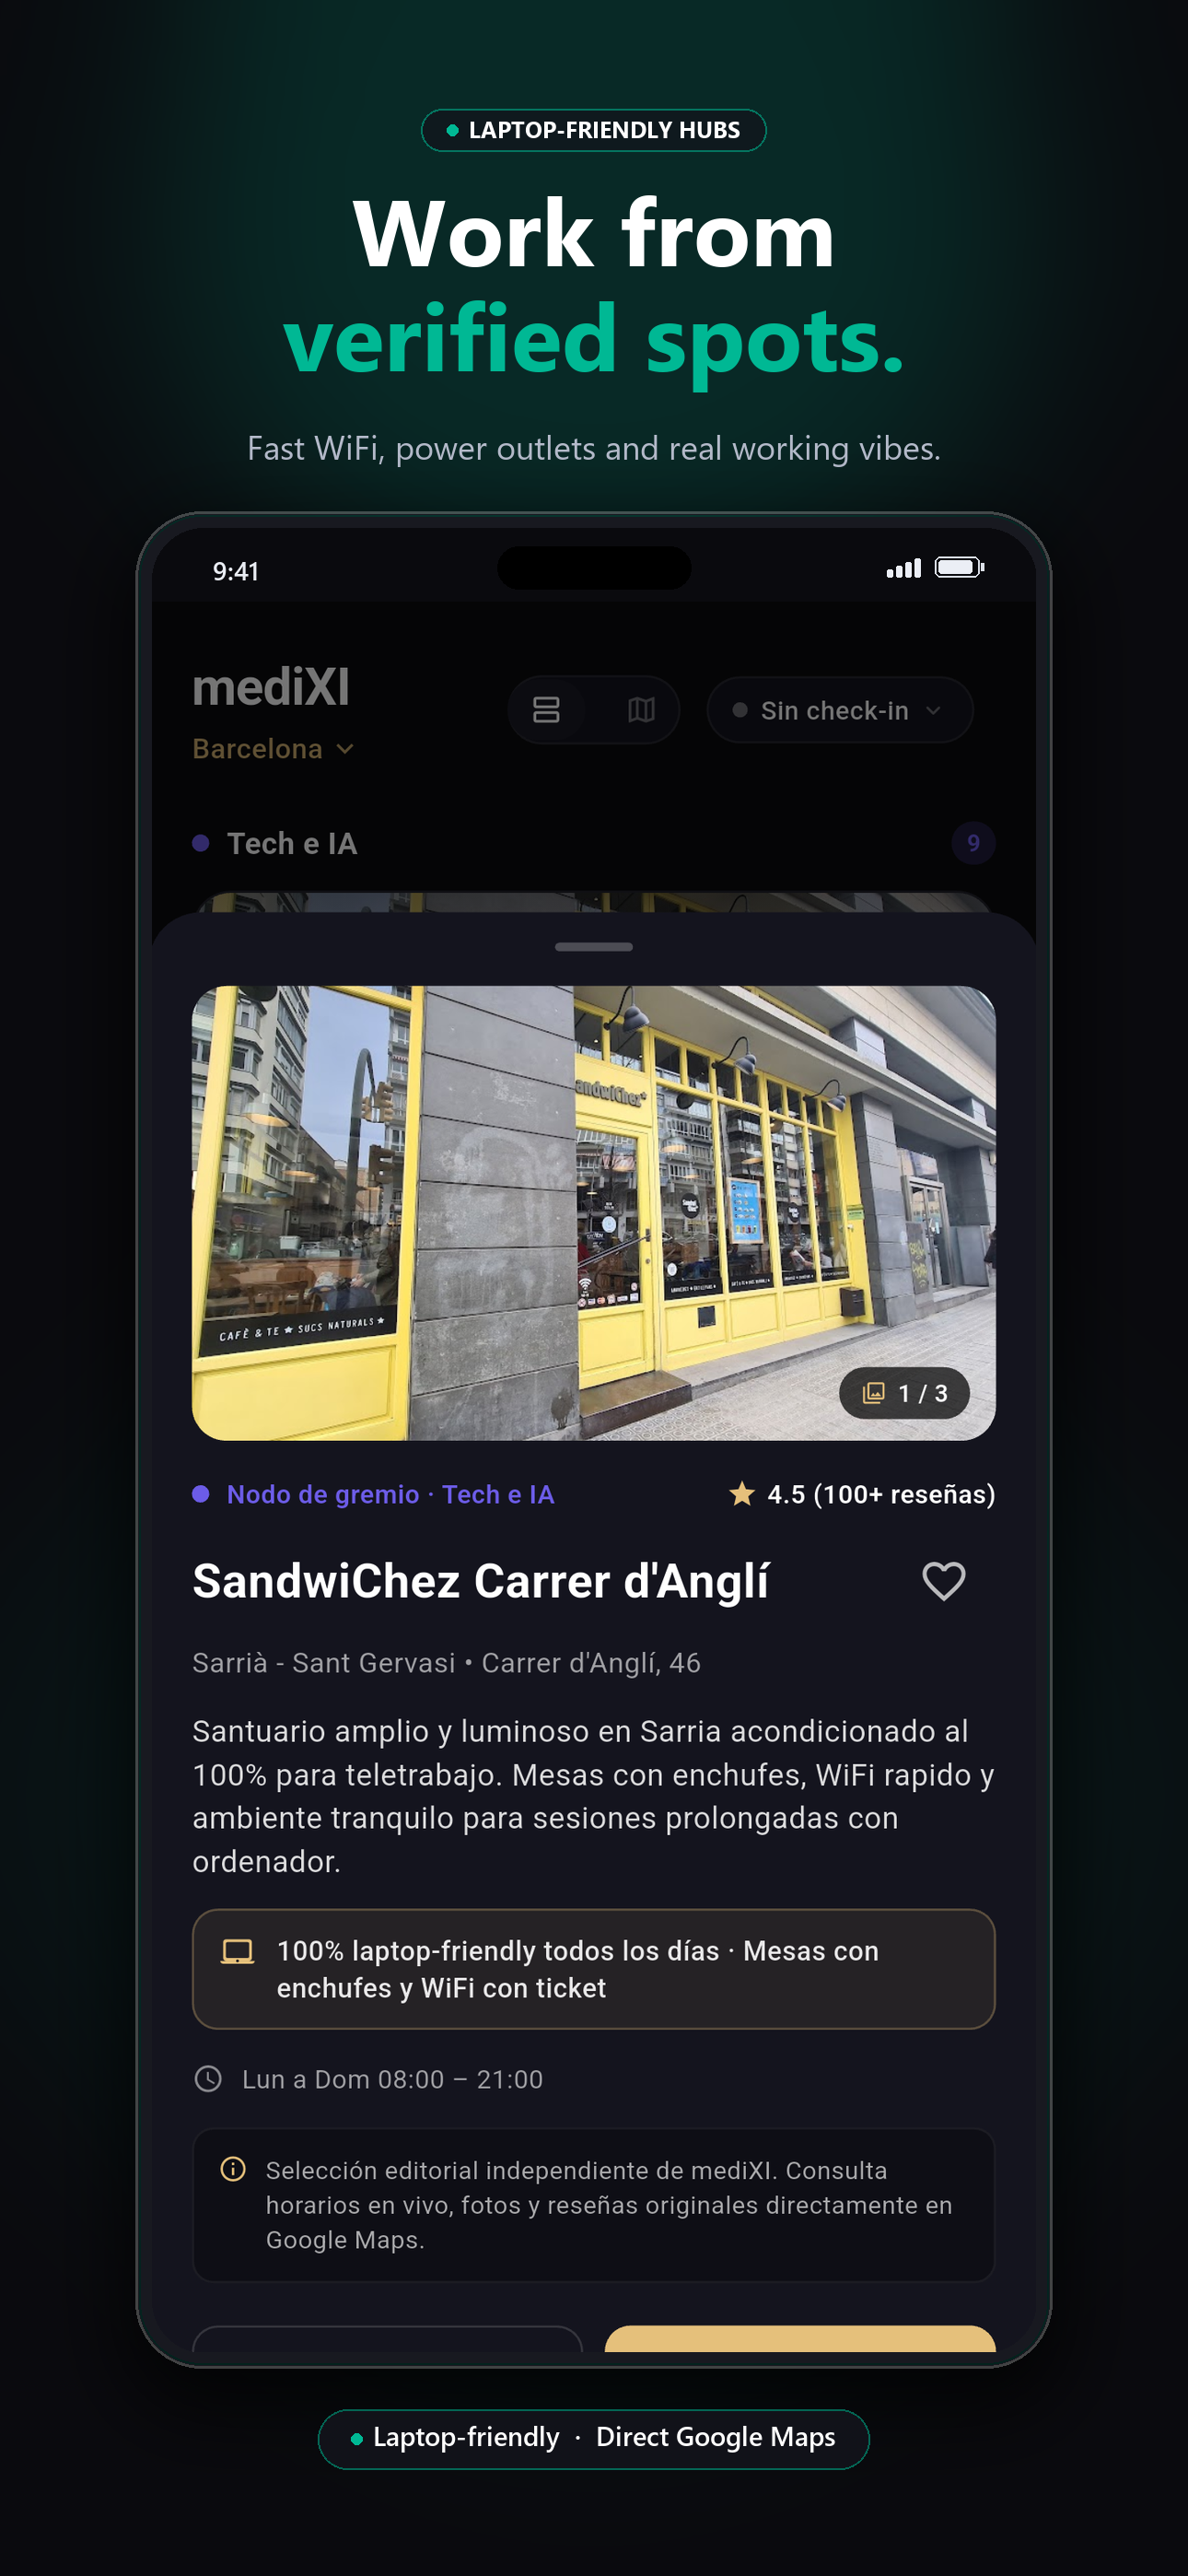 LAPTOP-FRIENDLY HUBS
Work from
verified spots.
Fast WiFi, power outlets and real working vibes.
9:41
mediXI
Sin check-in
Barcelona
Tech e IA
9
andwiChez
CAFÈ & TE ★ SUCS NATURALS ★
1 / 3
Nodo de gremio · Tech e IA
4.5 (100+ reseñas)
SandwiChez Carrer d'Anglí
Sarrià - Sant Gervasi • Carrer d'Anglí, 46
Santuario amplio y luminoso en Sarria acondicionado al
100% para teletrabajo. Mesas con enchufes, WiFi rapido y
ambiente tranquilo para sesiones prolongadas con
ordenador.
100% laptop-friendly todos los días · Mesas con
enchufes y WiFi con ticket
Lun a Dom 08:00 – 21:00
Selección editorial independiente de mediXI. Consulta
horarios en vivo, fotos y reseñas originales directamente en
Google Maps.
Laptop-friendly · Direct Google Maps